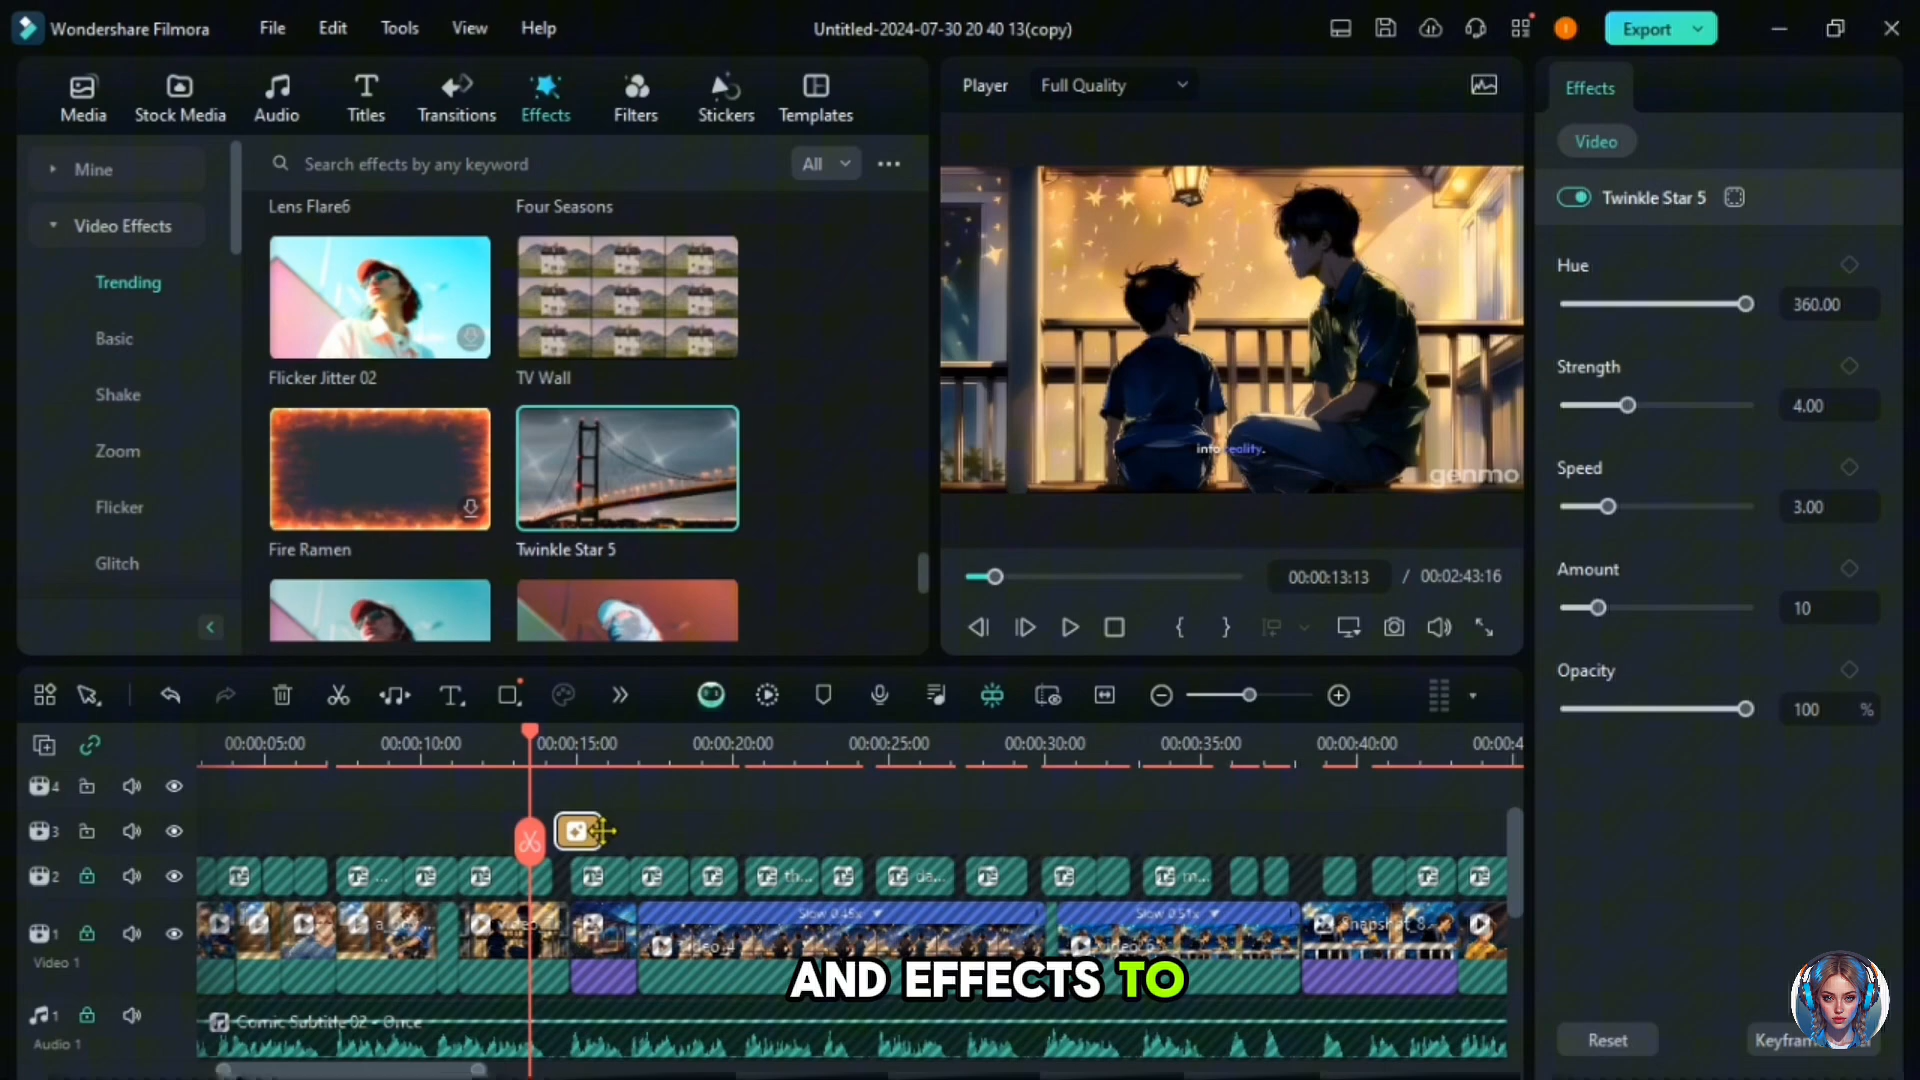 Wondershare Filmora
File
Edit
Tools
View
Help
Untitled-2024-07-30 20 40 13(copy)
Export
Media
Stock Media
Audio
Titles
Transitions
Effects
Filters
Stickers
Templates
Player
Full Quality
Effects
Video
Mine
Search effects by any keyword
All
Video Effects
Trending
Basic
Shake
Zoom
Flicker
Glitch
Lens Flare6
Four Seasons
Flicker Jitter 02
TV Wall
Fire Ramen
Twinkle Star 5
into reality.
genmo
00:00:13:13
/
00:02:43:16
Twinkle Star 5
Hue
360.00
Strength
4.00
Speed
3.00
Amount
10
Opacity
100
%
00:00:05:00
00:00:10:00
00:00:15:00
00:00:20:00
00:00:25:00
00:00:30:00
00:00:35:00
00:00:40:00
00:00:4
4
3
2
...
th...
da...
m...
Slow 0.45x
Slow 0.51x
1
Video 1
Snapshot 8
AND EFFECTS TO
1
Audio 1
Comic Subtitle 02 - Once
Reset